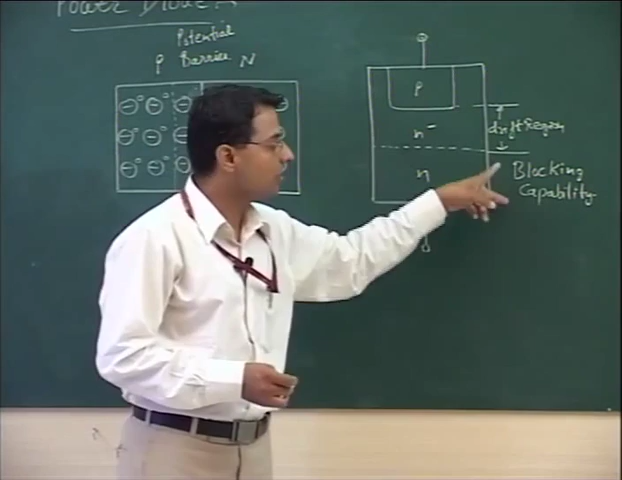 Power Diode
Potential
P Barrier N
P
n⁻
drift Region
n
Blocking
Capability